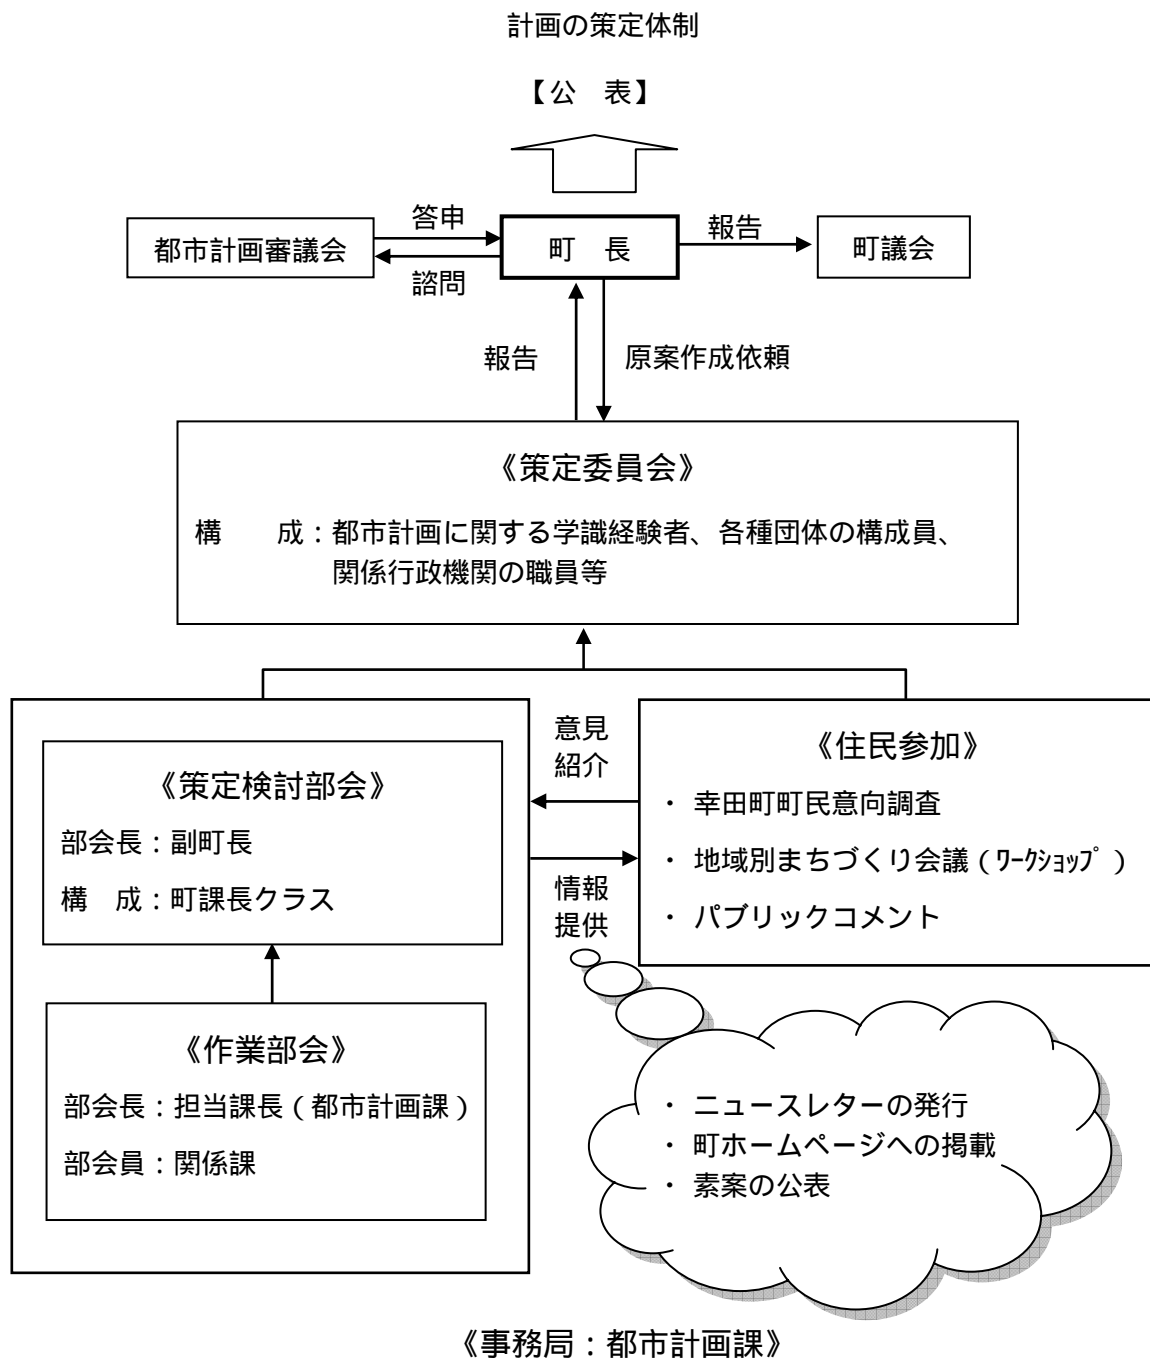 計画の策定体制
【公　表】
答申
都市計画審議会
町　長
報告
町議会
諮問
報告
原案作成依頼
《策定委員会》
構　　成：都市計画に関する学識経験者、各種団体の構成員、
関係行政機関の職員等
意見
紹介
《策定検討部会》
部会長：副町長
構　成：町課長クラス
情報
提供
《住民参加》
・ 幸田町町民意向調査
・ 地域別まちづくり会議（ﾜｰｸｼｮｯﾌﾟ）
・ パブリックコメント
《作業部会》
部会長：担当課長（都市計画課）
部会員：関係課
・ ニュースレターの発行
・ 町ホームページへの掲載
・ 素案の公表
《事務局：都市計画課》